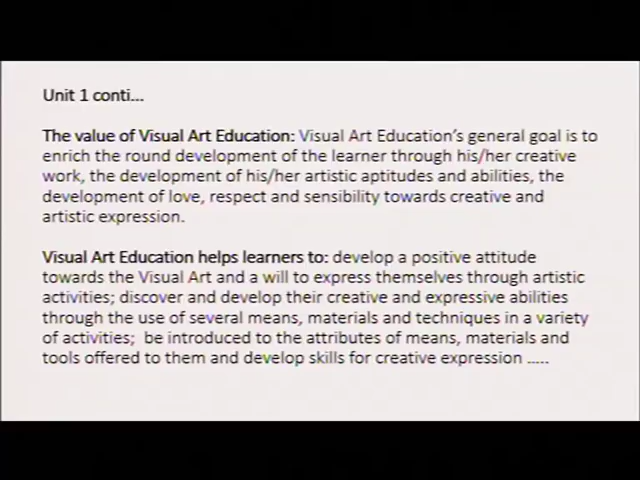 Unit 1 conti...
The value of Visual Art Education: Visual Art Education's general goal is to
enrich the round development of the learner through his/her creative
work, the development of his/her artistic aptitudes and abilities, the
development of love, respect and sensibility towards creative and
artistic expression.
Visual Art Education helps learners to: develop a positive attitude
towards the Visual Art and a will to express themselves through artistic
activities; discover and develop their creative and expressive abilities
through the use of several means, materials and techniques in a variety
of activities; be introduced to the attributes of means, materials and
tools offered to them and develop skills for creative expression .....